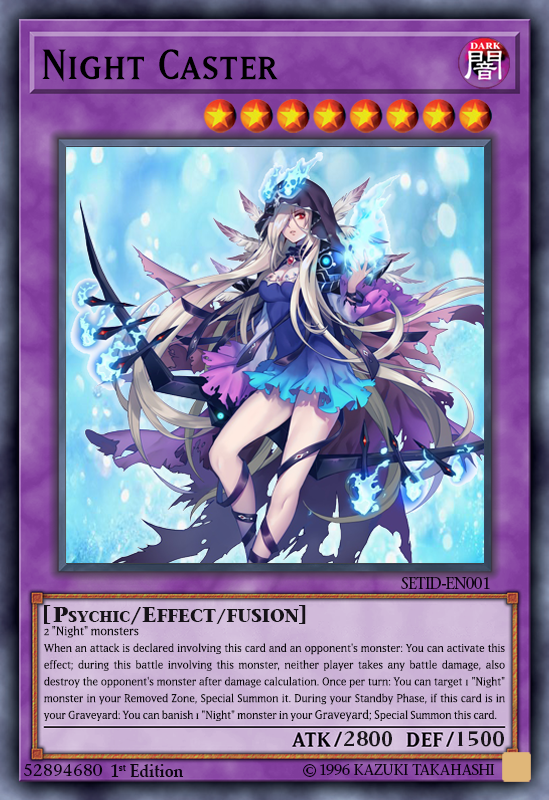 Night Caster
DARK
闇
SETID-EN001
[Psychic/Effect/fusion]
2 "Night" monsters
When an attack is declared involving this card and an opponent's monster: You can activate this
effect; during this battle involving this monster, neither player takes any battle damage, also
destroy the opponent's monster after damage calculation. Once per turn: You can target 1 "Night"
monster in your Removed Zone, Special Summon it. During your Standby Phase, if this card is in
your Graveyard: You can banish 1 "Night" monster in your Graveyard; Special Summon this card.
ATK/2800 DEF/1500
52894680 1st Edition © 1996 KAZUKI TAKAHASHI